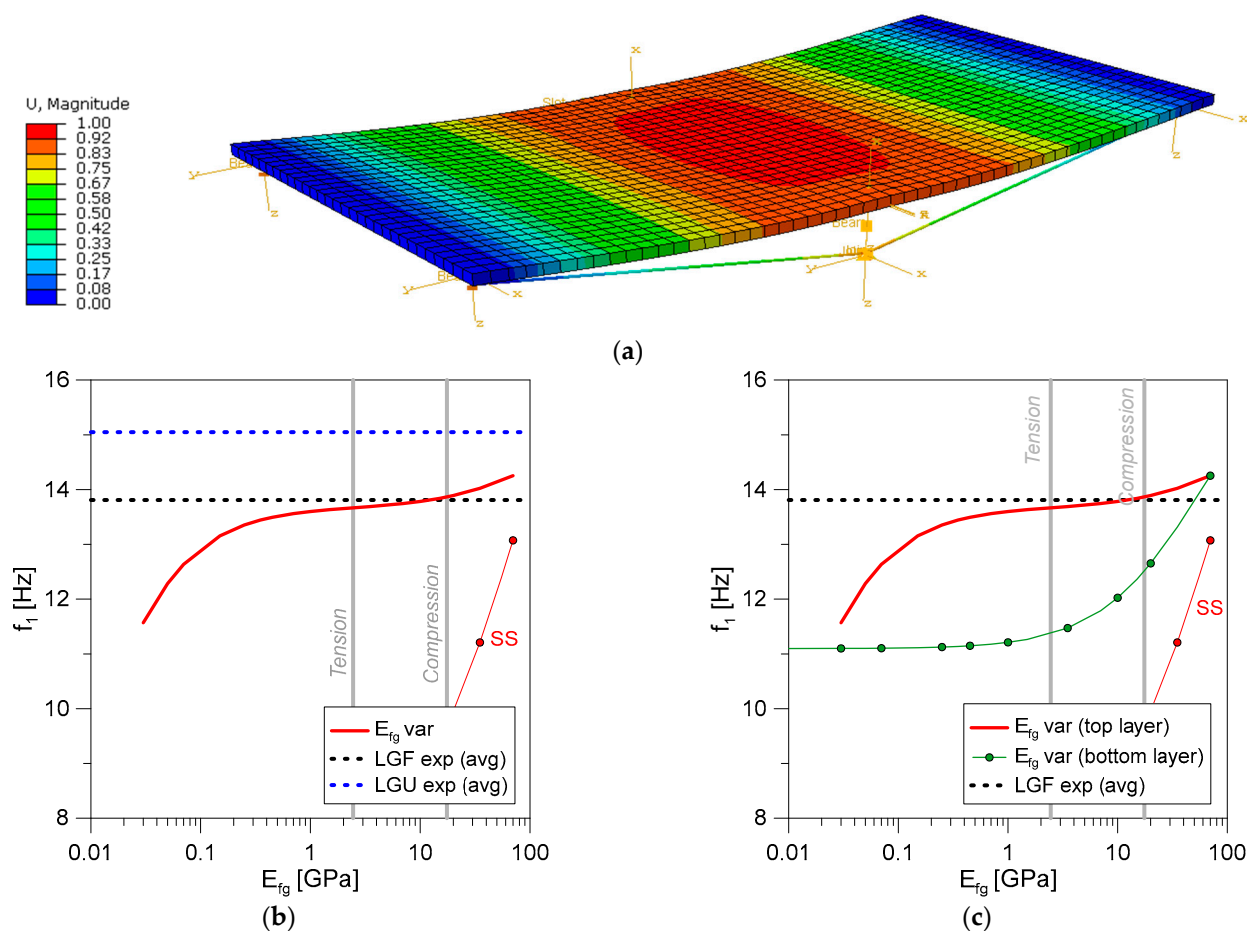 U, Magnitude
1.00
0.92
0.83
0.75
0.67
0.58
0.50
0.42
0.33
0.25
0.17
0.08
0.00
x
y
z
x
y
z
x
z
x
Beam
y
x
z
(a)
16
14
12
10
8
f1 [Hz]
Tension
Compression
SS
Efg var
LGF exp (avg)
LGU exp (avg)
0.01 0.1 1 10 100
Efg [GPa]
(b)
16
14
12
10
8
f1 [Hz]
Tension
Compression
SS
Efg var (top layer)
Efg var (bottom layer)
LGF exp (avg)
0.01 0.1 1 10 100
Efg [GPa]
(c)